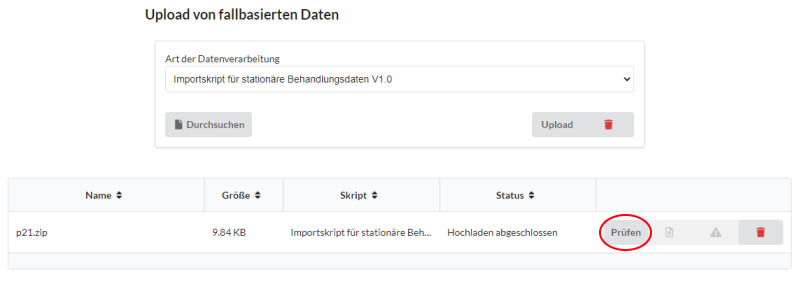 Upload von fallbasierten Daten
Art der Datenverarbeitung
Importskript für stationäre Behandlungsdaten V1.0
Durchsuchen Upload
Name Größe Skript Status
p21.zip 9.84 KB Importskript für stationäre Beh... Hochladen abgeschlossen Prüfen